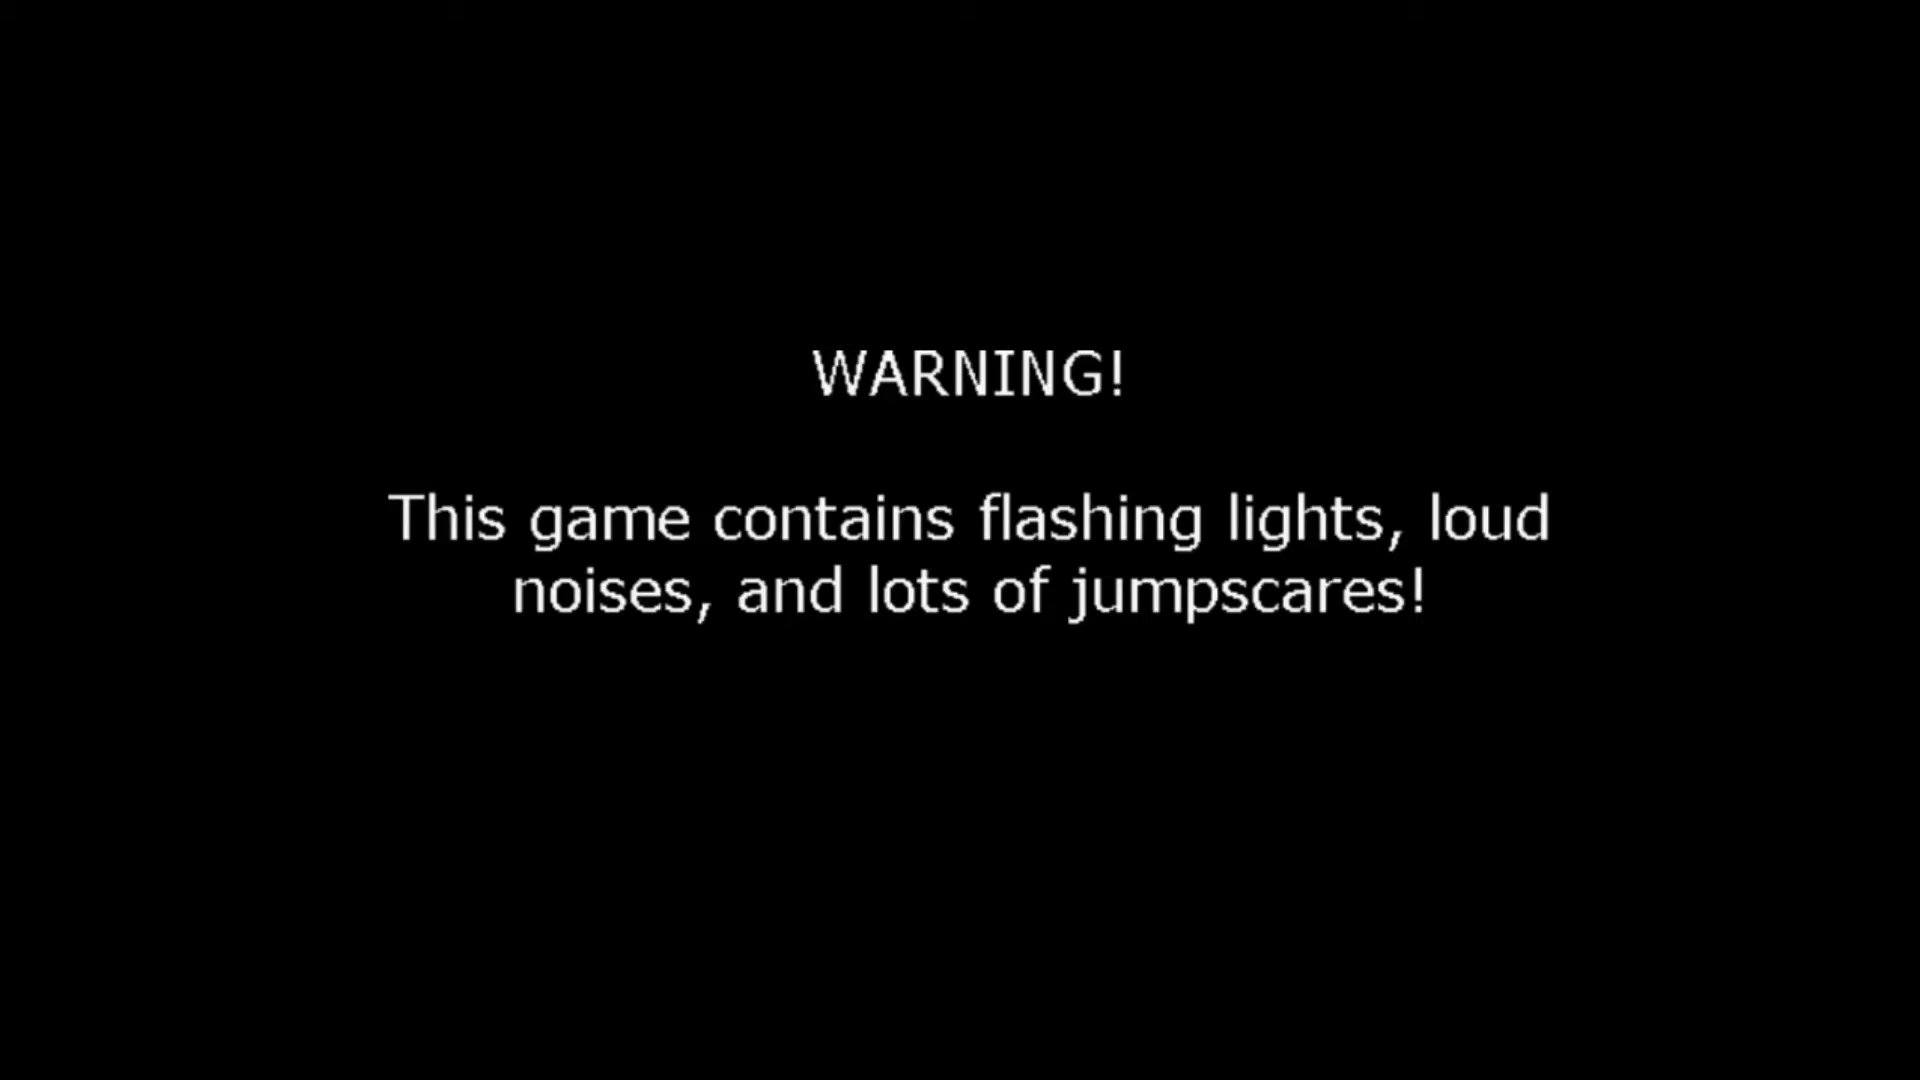 WARNING!
This game contains flashing lights, loud
noises, and lots of jumpscares!